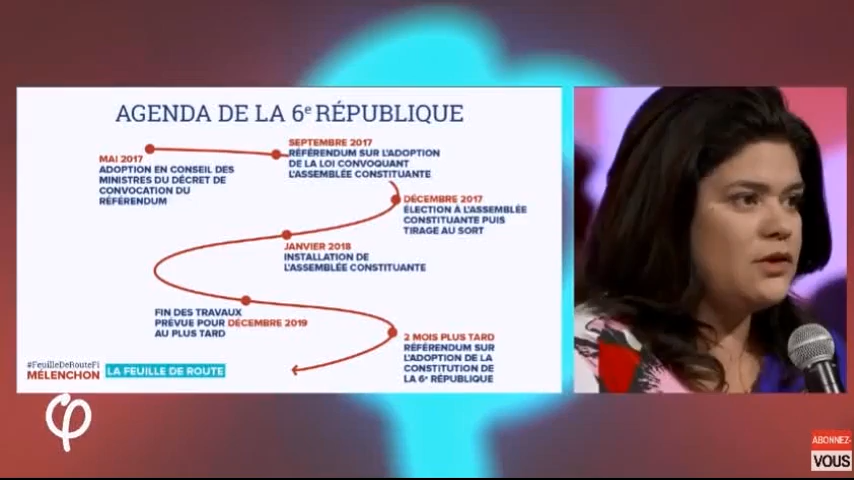 AGENDA DE LA 6e RÉPUBLIQUE
MAI 2017
ADOPTION EN CONSEIL DES
MINISTRES DU DÉCRET DE
CONVOCATION DU
RÉFÉRENDUM
SEPTEMBRE 2017
RÉFÉRENDUM SUR L'ADOPTION
DE LA LOI CONVOQUANT
L'ASSEMBLÉE CONSTITUANTE
DÉCEMBRE 2017
ÉLECTION À L'ASSEMBLÉE
CONSTITUANTE PUIS
TIRAGE AU SORT
JANVIER 2018
INSTALLATION DE
L'ASSEMBLÉE CONSTITUANTE
FIN DES TRAVAUX
PRÉVUE POUR DÉCEMBRE 2019
AU PLUS TARD
2 MOIS PLUS TARD
RÉFÉRENDUM SUR
L'ADOPTION DE LA
CONSTITUTION DE
LA 6e RÉPUBLIQUE
#FeuilleDeRouteFI
MÉLENCHON LA FEUILLE DE ROUTE
ABONNEZ-
VOUS